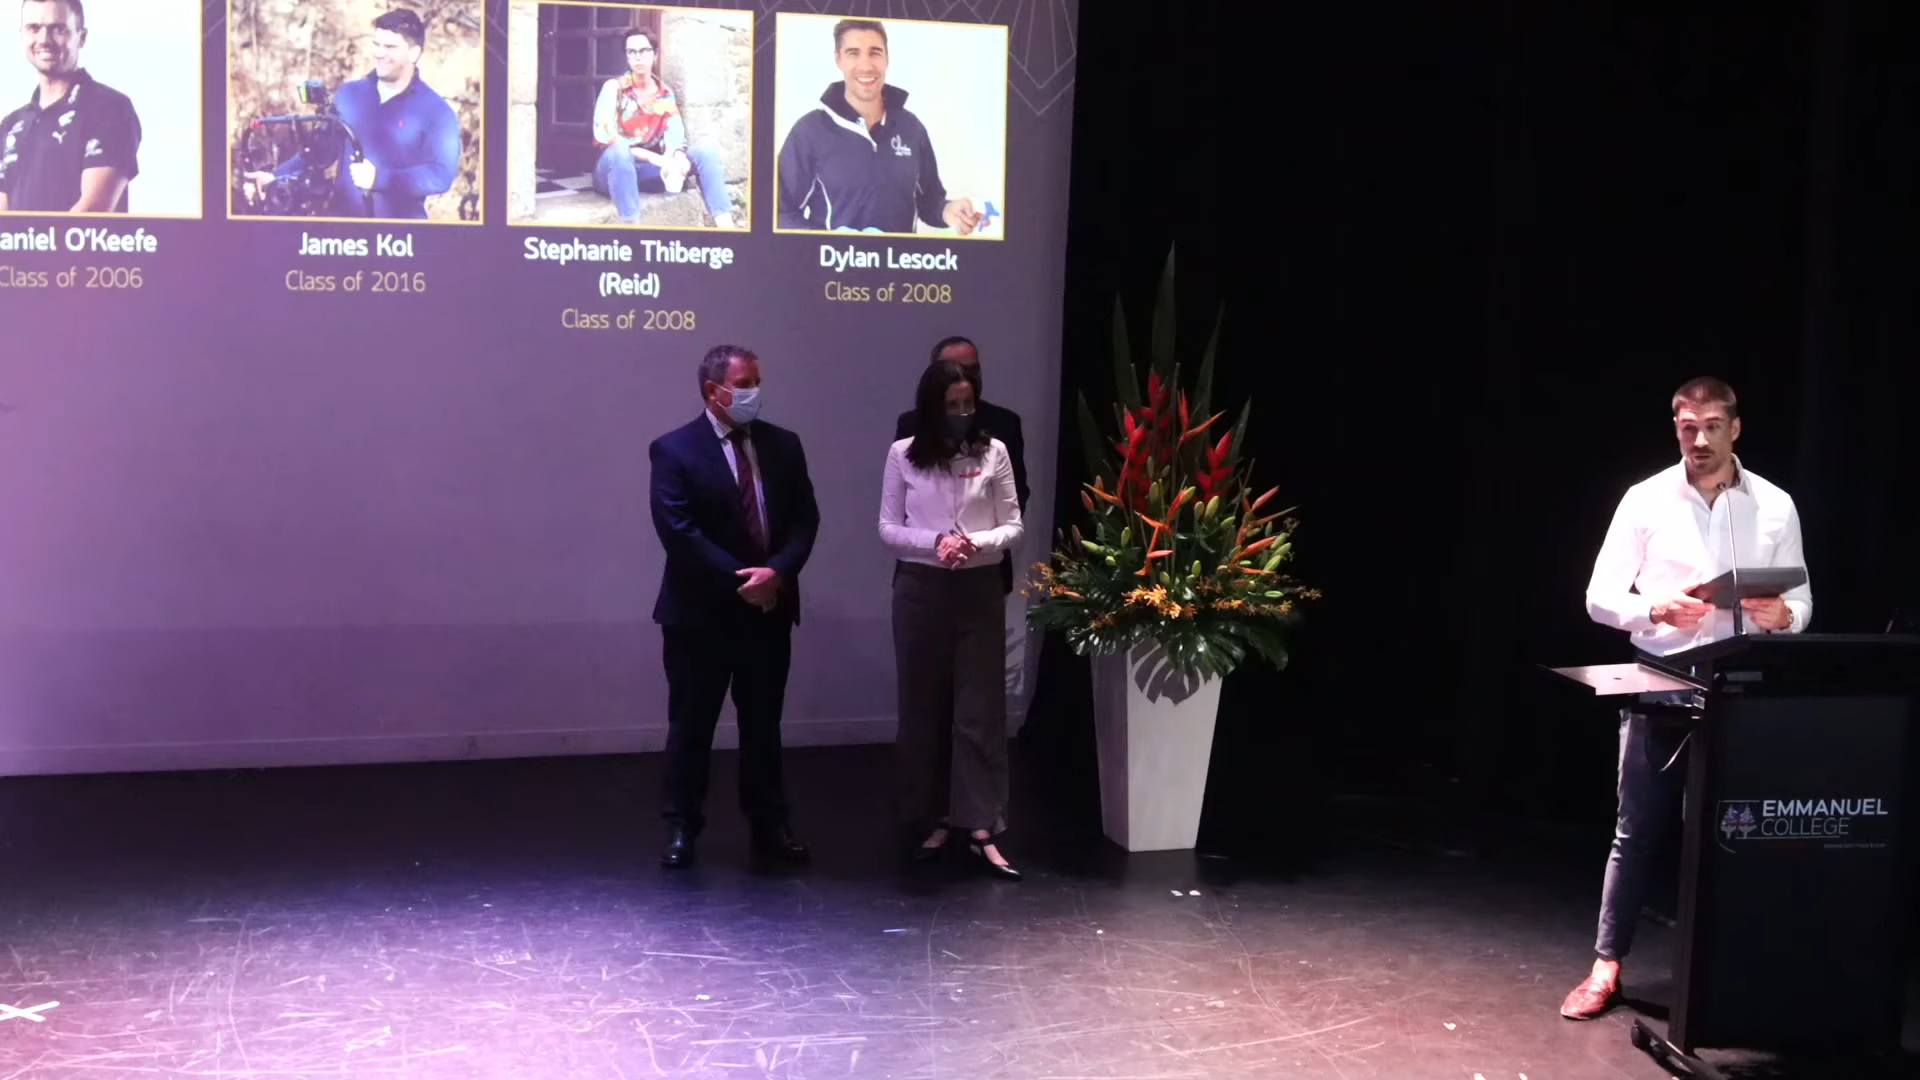 aniel O'Keefe
Class of 2006
James Kol
Class of 2016
Stephanie Thiberge
(Reid)
Class of 2008
Dylan Lesock
Class of 2008
EMMANUEL
COLLEGE